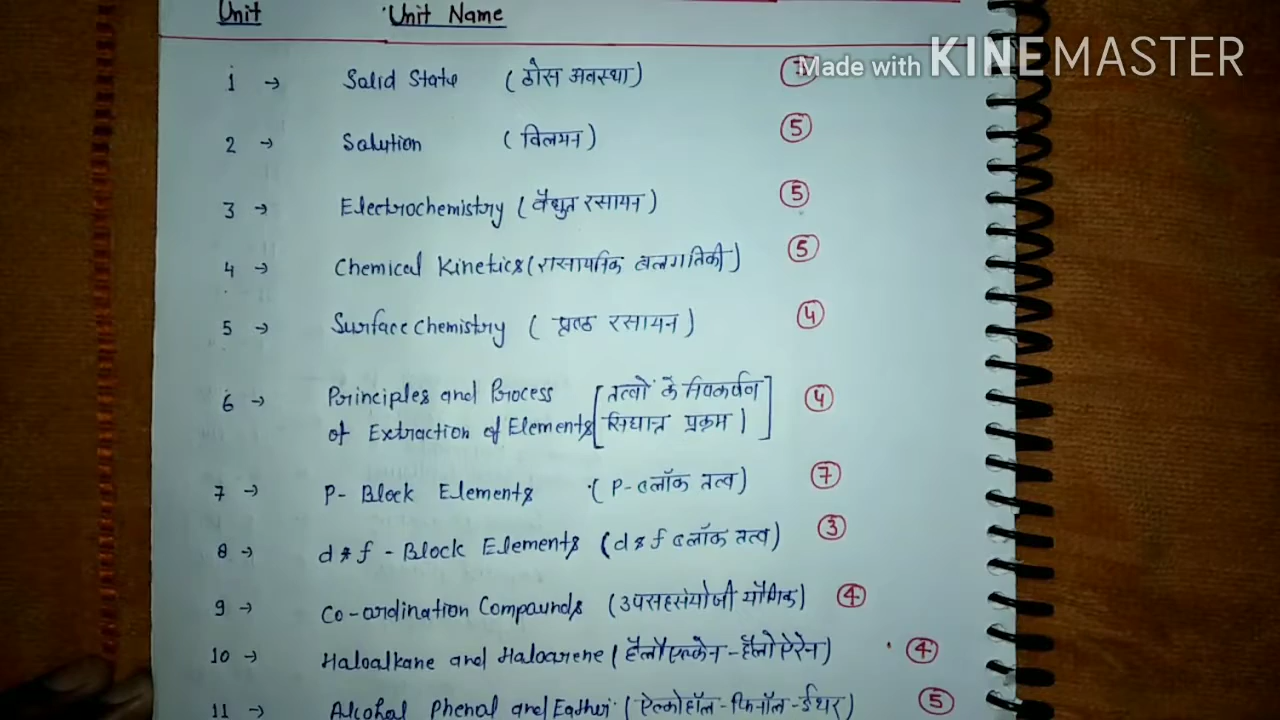 Unit Unit Name
Made with KINEMASTER
1 → Solid State (ठोस अवस्था)
2 → Solution (विलयन) 5
3 → Electrochemistry (वैधुत रसायन) 5
4 → Chemical Kinetics (रासायनिक बलगतिकी) 5
5 → Surface Chemistry (प्रष्ठ रसायन) 4
6 → Principles and Process [तत्वों के निष्कर्षण 4
of Extraction of Elements सिधान्त प्रक्रम)]
7 → P-Block Elements (P-ब्लॉक तत्व) 7
8 → d & f - Block Elements (d & f ब्लॉक तत्व) 3
9 → Co-ordination Compounds (उपसहसंयोजी यौगिक) 4
10 → Haloalkane and Haloarene (हैलोएल्केन-हैलोऐरेन) 4
11 → Alcohol Phenol and Eather (ऐल्कोहॉल-फिनॉल-ईथर) 5